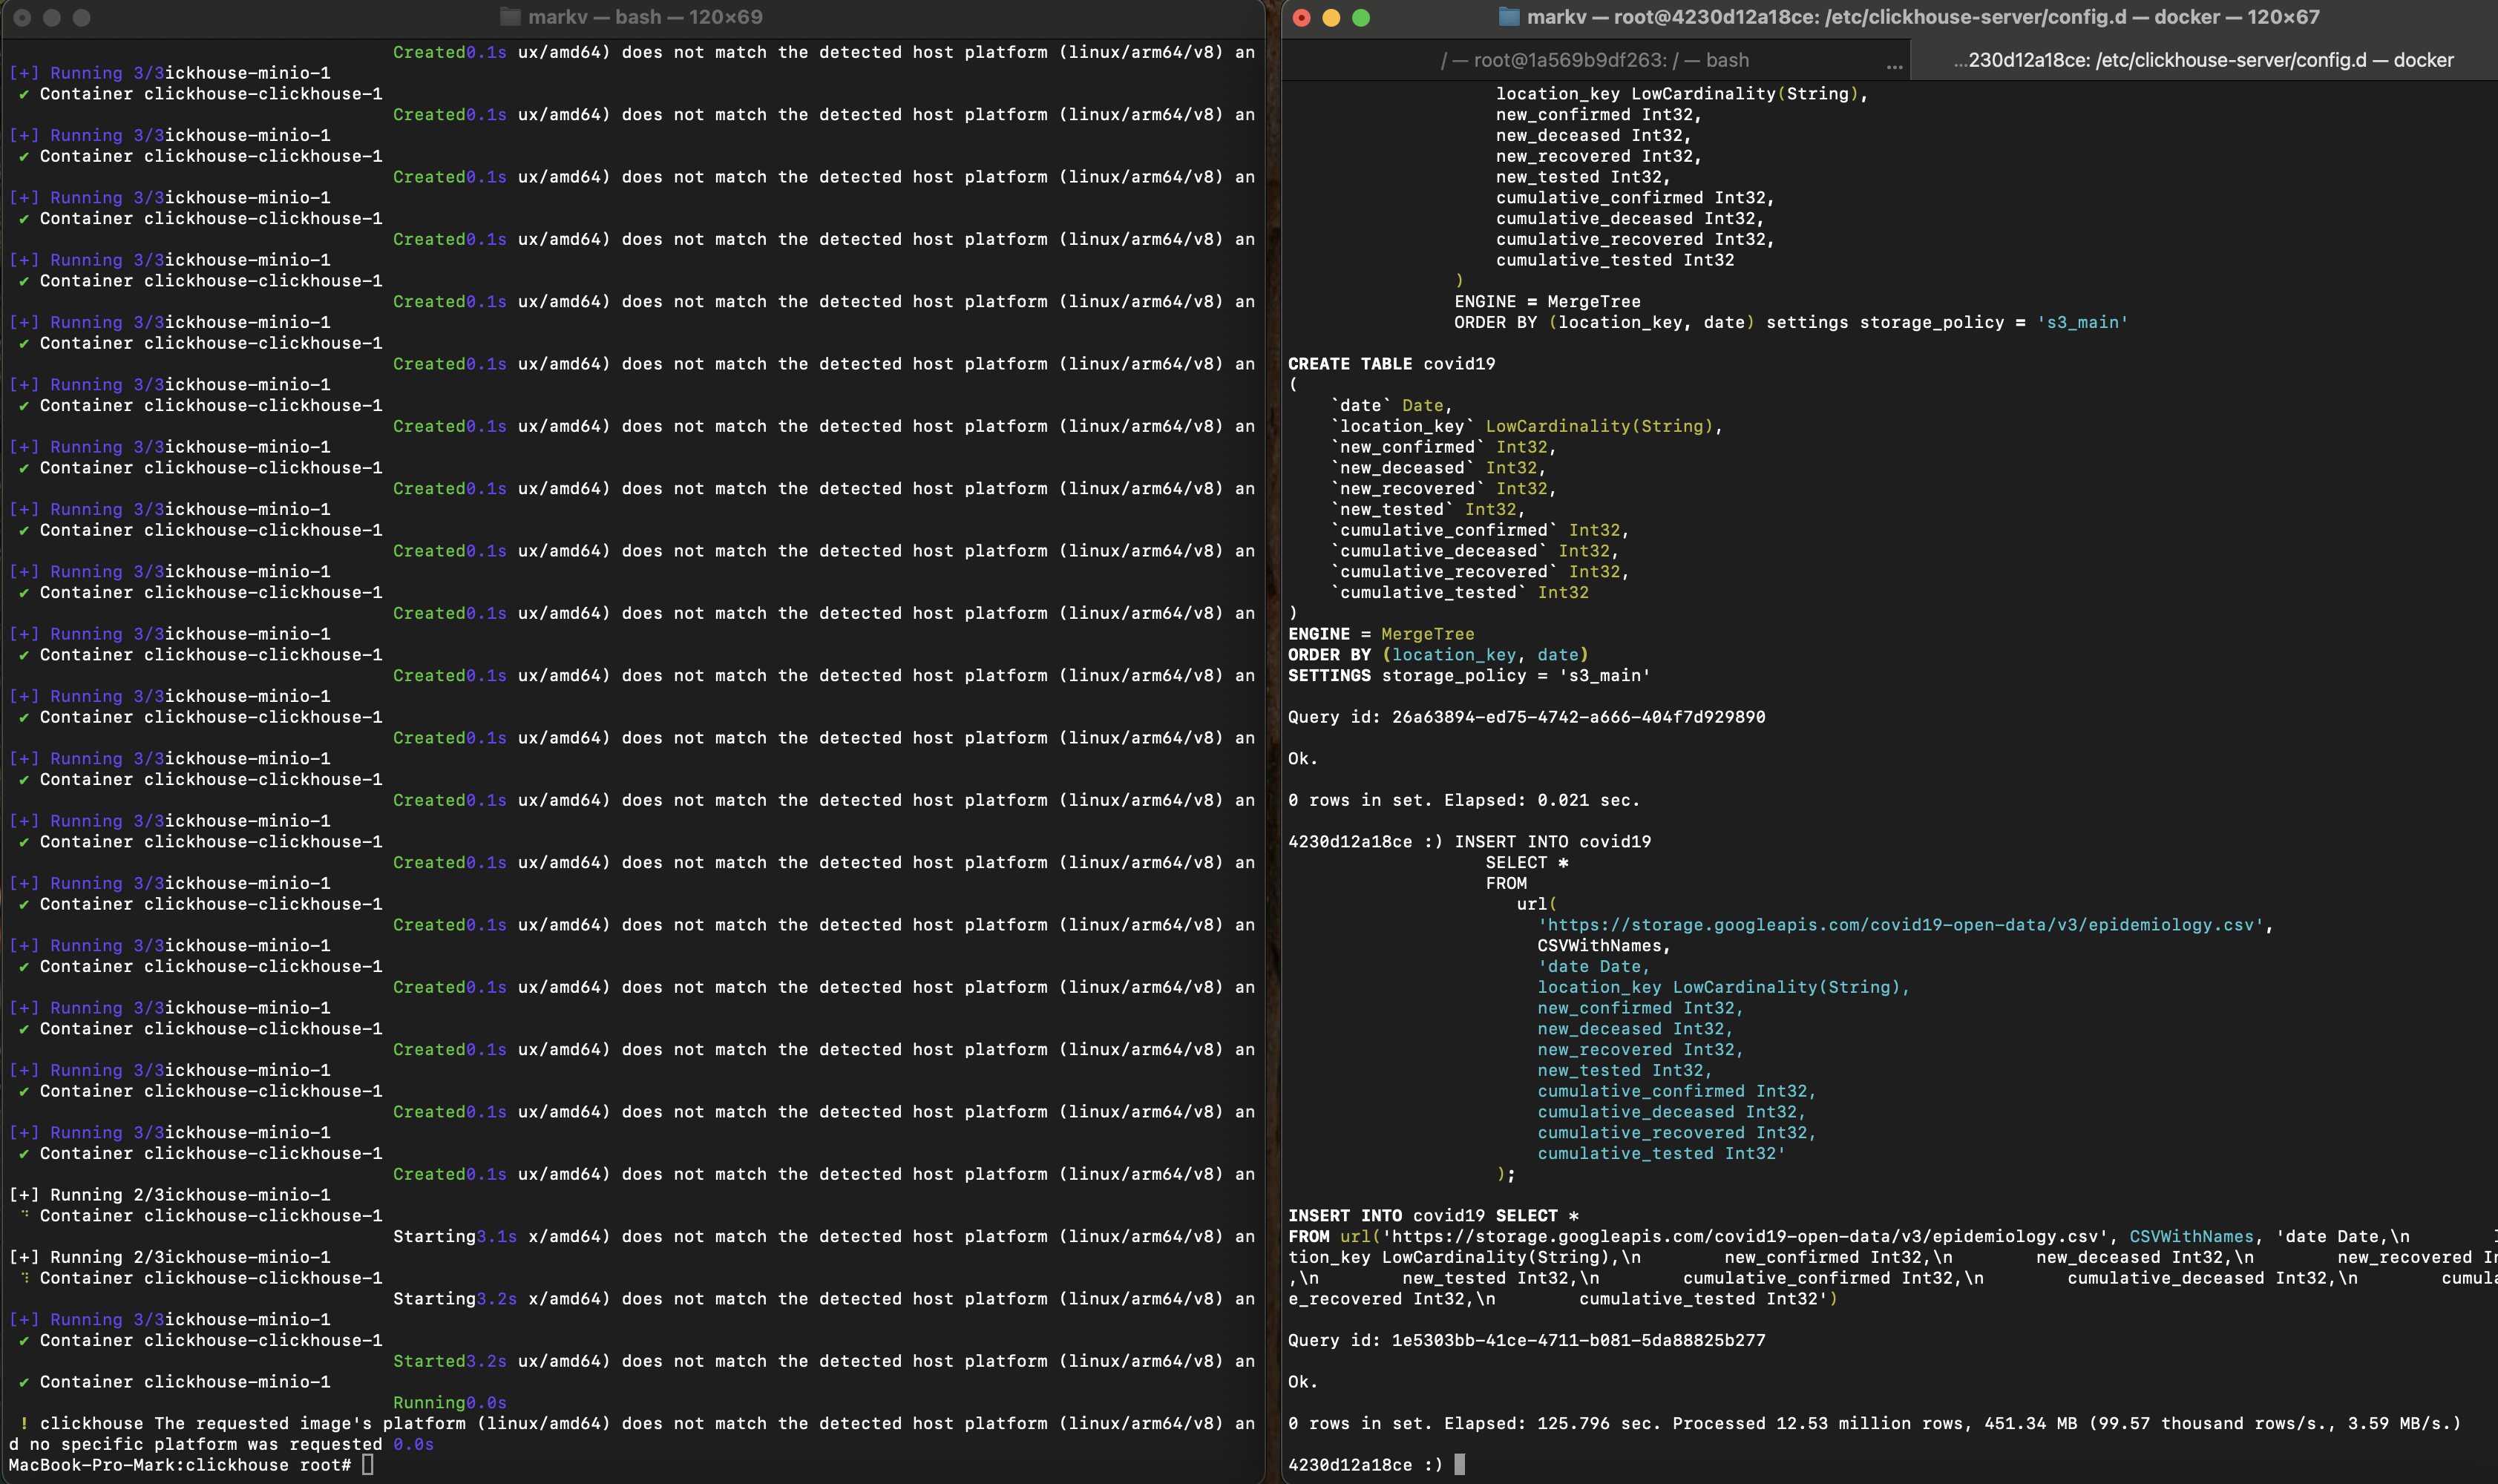 markv — bash — 120×69
Created0.1s ux/amd64) does not match the detected host platform (linux/arm64/v8) an
[+] Running 3/3ickhouse-minio-1
✔ Container clickhouse-clickhouse-1
Created0.1s ux/amd64) does not match the detected host platform (linux/arm64/v8) an
[+] Running 3/3ickhouse-minio-1
✔ Container clickhouse-clickhouse-1
Created0.1s ux/amd64) does not match the detected host platform (linux/arm64/v8) an
[+] Running 3/3ickhouse-minio-1
✔ Container clickhouse-clickhouse-1
Created0.1s ux/amd64) does not match the detected host platform (linux/arm64/v8) an
[+] Running 3/3ickhouse-minio-1
✔ Container clickhouse-clickhouse-1
Created0.1s ux/amd64) does not match the detected host platform (linux/arm64/v8) an
[+] Running 3/3ickhouse-minio-1
✔ Container clickhouse-clickhouse-1
Created0.1s ux/amd64) does not match the detected host platform (linux/arm64/v8) an
[+] Running 3/3ickhouse-minio-1
✔ Container clickhouse-clickhouse-1
Created0.1s ux/amd64) does not match the detected host platform (linux/arm64/v8) an
[+] Running 3/3ickhouse-minio-1
✔ Container clickhouse-clickhouse-1
Created0.1s ux/amd64) does not match the detected host platform (linux/arm64/v8) an
[+] Running 3/3ickhouse-minio-1
✔ Container clickhouse-clickhouse-1
Created0.1s ux/amd64) does not match the detected host platform (linux/arm64/v8) an
[+] Running 3/3ickhouse-minio-1
✔ Container clickhouse-clickhouse-1
Created0.1s ux/amd64) does not match the detected host platform (linux/arm64/v8) an
[+] Running 3/3ickhouse-minio-1
✔ Container clickhouse-clickhouse-1
Created0.1s ux/amd64) does not match the detected host platform (linux/arm64/v8) an
[+] Running 3/3ickhouse-minio-1
✔ Container clickhouse-clickhouse-1
Created0.1s ux/amd64) does not match the detected host platform (linux/arm64/v8) an
[+] Running 3/3ickhouse-minio-1
✔ Container clickhouse-clickhouse-1
Created0.1s ux/amd64) does not match the detected host platform (linux/arm64/v8) an
[+] Running 3/3ickhouse-minio-1
✔ Container clickhouse-clickhouse-1
Created0.1s ux/amd64) does not match the detected host platform (linux/arm64/v8) an
[+] Running 3/3ickhouse-minio-1
✔ Container clickhouse-clickhouse-1
Created0.1s ux/amd64) does not match the detected host platform (linux/arm64/v8) an
[+] Running 3/3ickhouse-minio-1
✔ Container clickhouse-clickhouse-1
Created0.1s ux/amd64) does not match the detected host platform (linux/arm64/v8) an
[+] Running 3/3ickhouse-minio-1
✔ Container clickhouse-clickhouse-1
Created0.1s ux/amd64) does not match the detected host platform (linux/arm64/v8) an
[+] Running 3/3ickhouse-minio-1
✔ Container clickhouse-clickhouse-1
Created0.1s ux/amd64) does not match the detected host platform (linux/arm64/v8) an
[+] Running 3/3ickhouse-minio-1
✔ Container clickhouse-clickhouse-1
Created0.1s ux/amd64) does not match the detected host platform (linux/arm64/v8) an
[+] Running 2/3ickhouse-minio-1
Container clickhouse-clickhouse-1
Starting3.1s x/amd64) does not match the detected host platform (linux/arm64/v8) an
[+] Running 2/3ickhouse-minio-1
Container clickhouse-clickhouse-1
Starting3.2s x/amd64) does not match the detected host platform (linux/arm64/v8) an
[+] Running 3/3ickhouse-minio-1
✔ Container clickhouse-clickhouse-1
Started3.2s ux/amd64) does not match the detected host platform (linux/arm64/v8) an
✔ Container clickhouse-minio-1
Running0.0s
! clickhouse The requested image's platform (linux/amd64) does not match the detected host platform (linux/arm64/v8) an
d no specific platform was requested 0.0s
MacBook-Pro-Mark:clickhouse root#
markv — root@4230d12a18ce: /etc/clickhouse-server/config.d — docker — 120×67
/ — root@1a569b9df263: / — bash ...
...230d12a18ce: /etc/clickhouse-server/config.d — docker
location_key LowCardinality(String),
new_confirmed Int32,
new_deceased Int32,
new_recovered Int32,
new_tested Int32,
cumulative_confirmed Int32,
cumulative_deceased Int32,
cumulative_recovered Int32,
cumulative_tested Int32
)
ENGINE = MergeTree
ORDER BY (location_key, date) settings storage_policy = 's3_main'
CREATE TABLE covid19
(
`date` Date,
`location_key` LowCardinality(String),
`new_confirmed` Int32,
`new_deceased` Int32,
`new_recovered` Int32,
`new_tested` Int32,
`cumulative_confirmed` Int32,
`cumulative_deceased` Int32,
`cumulative_recovered` Int32,
`cumulative_tested` Int32
)
ENGINE = MergeTree
ORDER BY (location_key, date)
SETTINGS storage_policy = 's3_main'
Query id: 26a63894-ed75-4742-a666-404f7d929890
Ok.
0 rows in set. Elapsed: 0.021 sec.
4230d12a18ce :) INSERT INTO covid19
SELECT *
FROM
url(
'https://storage.googleapis.com/covid19-open-data/v3/epidemiology.csv',
CSVWithNames,
'date Date,
location_key LowCardinality(String),
new_confirmed Int32,
new_deceased Int32,
new_recovered Int32,
new_tested Int32,
cumulative_confirmed Int32,
cumulative_deceased Int32,
cumulative_recovered Int32,
cumulative_tested Int32'
);
INSERT INTO covid19 SELECT *
FROM url('https://storage.googleapis.com/covid19-open-data/v3/epidemiology.csv', CSVWithNames, 'date Date,\n l
tion_key LowCardinality(String),\n new_confirmed Int32,\n new_deceased Int32,\n new_recovered In
,\n new_tested Int32,\n cumulative_confirmed Int32,\n cumulative_deceased Int32,\n cumula
e_recovered Int32,\n cumulative_tested Int32')
Query id: 1e5303bb-41ce-4711-b081-5da88825b277
Ok.
0 rows in set. Elapsed: 125.796 sec. Processed 12.53 million rows, 451.34 MB (99.57 thousand rows/s., 3.59 MB/s.)
4230d12a18ce :)